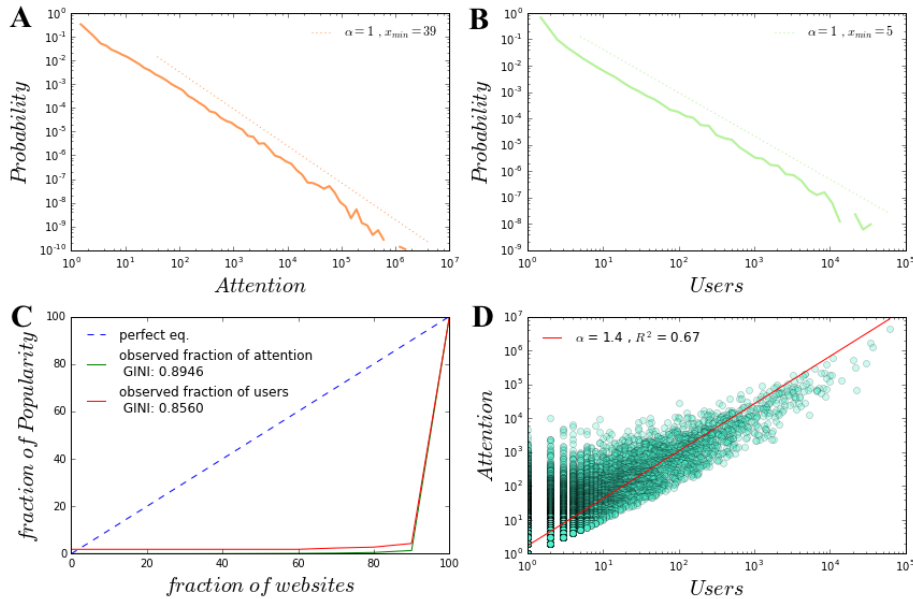 A
10^0
10^-1
10^-2
10^-3
10^-4
10^-5
10^-6
10^-7
10^-8
10^-9
10^-10
Probability
α = 1 , x_min = 39
10^0 10^1 10^2 10^3 10^4 10^5 10^6 10^7
Attention
B
10^0
10^-1
10^-2
10^-3
10^-4
10^-5
10^-6
10^-7
10^-8
10^-9
Probability
α = 1 , x_min = 5
10^0 10^1 10^2 10^3 10^4 10^5
Users
C
100
80
60
40
20
0
fraction of Popularity
perfect eq.
observed fraction of attention
GINI: 0.8946
observed fraction of users
GINI: 0.8560
0 20 40 60 80 100
fraction of websites
D
10^7
10^6
10^5
10^4
10^3
10^2
10^1
10^0
Attention
α = 1.4 , R^2 = 0.67
10^0 10^1 10^2 10^3 10^4 10^5
Users